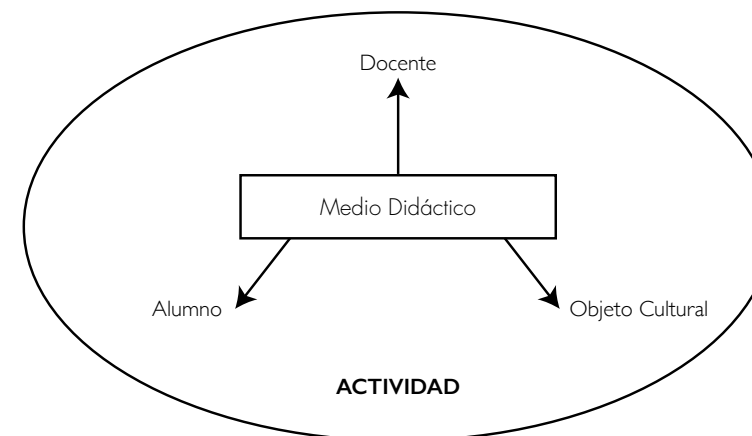 Docente
Medio Didáctico
Alumno
Objeto Cultural
ACTIVIDAD